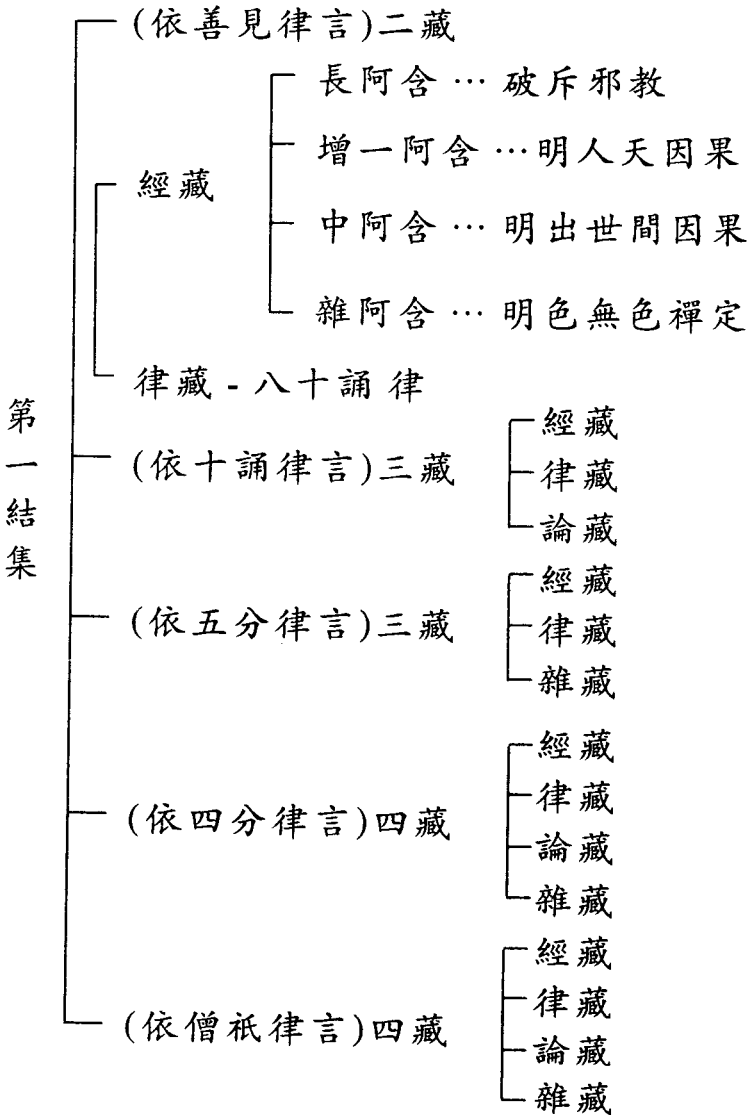 第一結集
(依善見律言)二藏
經藏
長阿含 … 破斥邪教
增一阿含 … 明人天因果
中阿含 … 明出世間因果
雜阿含 … 明色無色禪定
律藏 - 八十誦律
(依十誦律言)三藏
經藏
律藏
論藏
(依五分律言)三藏
經藏
律藏
雜藏
(依四分律言)四藏
經藏
律藏
論藏
雜藏
(依僧祇律言)四藏
經藏
律藏
論藏
雜藏